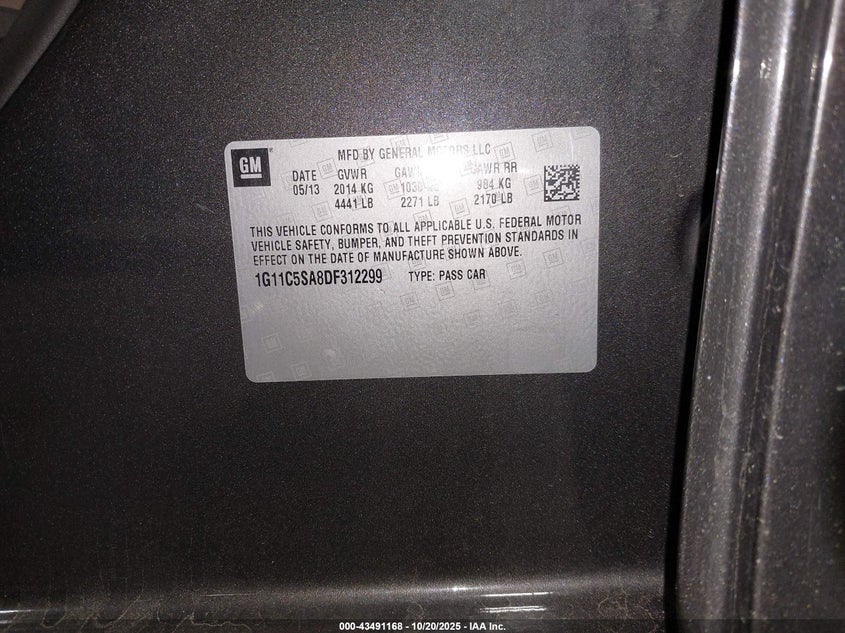 GM
MFD BY GENERAL MOTORS LLC
DATE GVWR RR
05/13 2014 KG 984 KG
4441 LB 2271 LB 2170 LB
THIS VEHICLE CONFORMS TO ALL APPLICABLE U.S. FEDERAL MOTOR
VEHICLE SAFETY, BUMPER, AND THEFT PREVENTION STANDARDS IN
EFFECT ON THE DATE OF MANUFACTURE SHOWN ABOVE.
1G11C5SA8DF312299 TYPE: PASS CAR
000-43491168 - 10/20/2025 - IAA Inc.